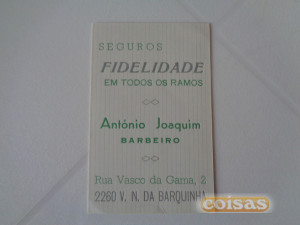 SEGUROS
FIDELIDADE
EM TODOS OS RAMOS
António Joaquim
BARBEIRO
Rua Vasco da Gama, 2
2260 V. N. DA BARQUINHA
coisas